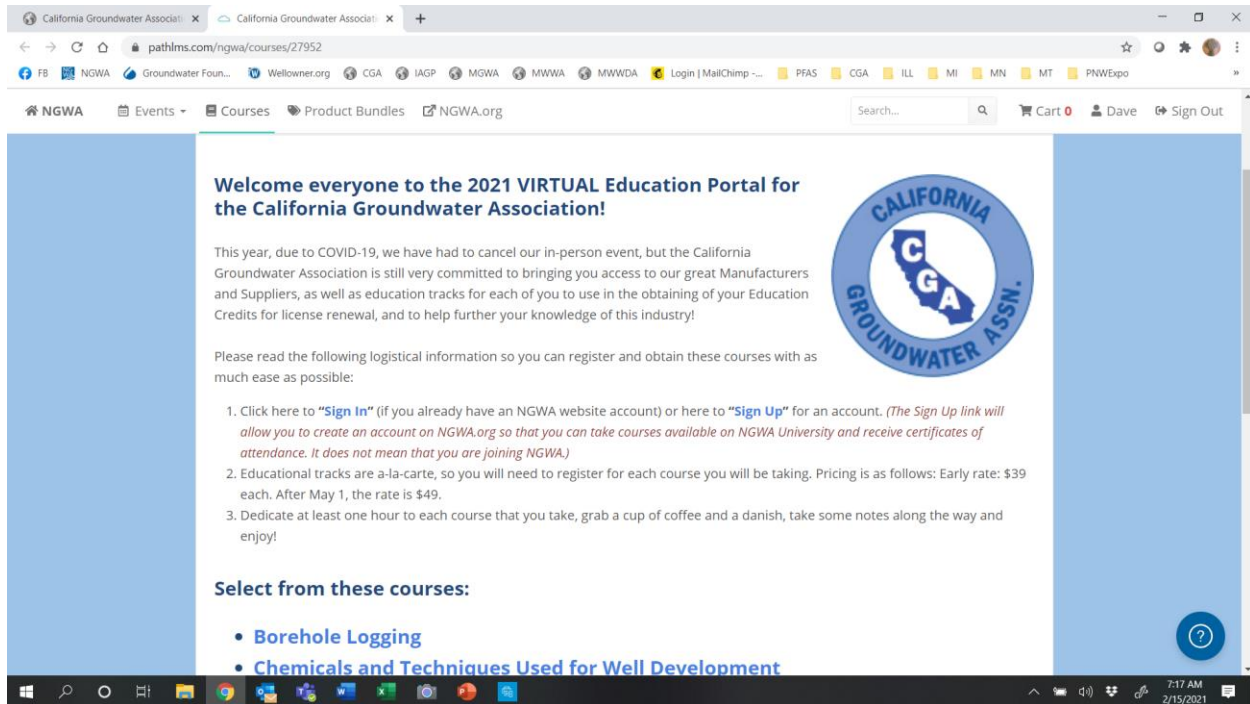 California Groundwater Associati
California Groundwater Associati
pathlms.com/ngwa/courses/27952
FB NGWA Groundwater Foun... Wellowner.org CGA IAGP MGWA MWWA MWWDA Login | MailChimp -... PFAS CGA ILL MI MN MT PNWExpo »
NGWA Events Courses Product Bundles NGWA.org Search... Cart 0 Dave Sign Out
Welcome everyone to the 2021 VIRTUAL Education Portal for
the California Groundwater Association!
CALIFORNIA
CGA
GROUNDWATER ASSN.
This year, due to COVID-19, we have had to cancel our in-person event, but the California
Groundwater Association is still very committed to bringing you access to our great Manufacturers
and Suppliers, as well as education tracks for each of you to use in the obtaining of your Education
Credits for license renewal, and to help further your knowledge of this industry!
Please read the following logistical information so you can register and obtain these courses with as
much ease as possible:
1. Click here to "Sign In" (if you already have an NGWA website account) or here to "Sign Up" for an account. (The Sign Up link will
allow you to create an account on NGWA.org so that you can take courses available on NGWA University and receive certificates of
attendance. It does not mean that you are joining NGWA.)
2. Educational tracks are a-la-carte, so you will need to register for each course you will be taking. Pricing is as follows: Early rate: $39
each. After May 1, the rate is $49.
3. Dedicate at least one hour to each course that you take, grab a cup of coffee and a danish, take some notes along the way and
enjoy!
Select from these courses:
• Borehole Logging
• Chemicals and Techniques Used for Well Development
7:17 AM
2/15/2021